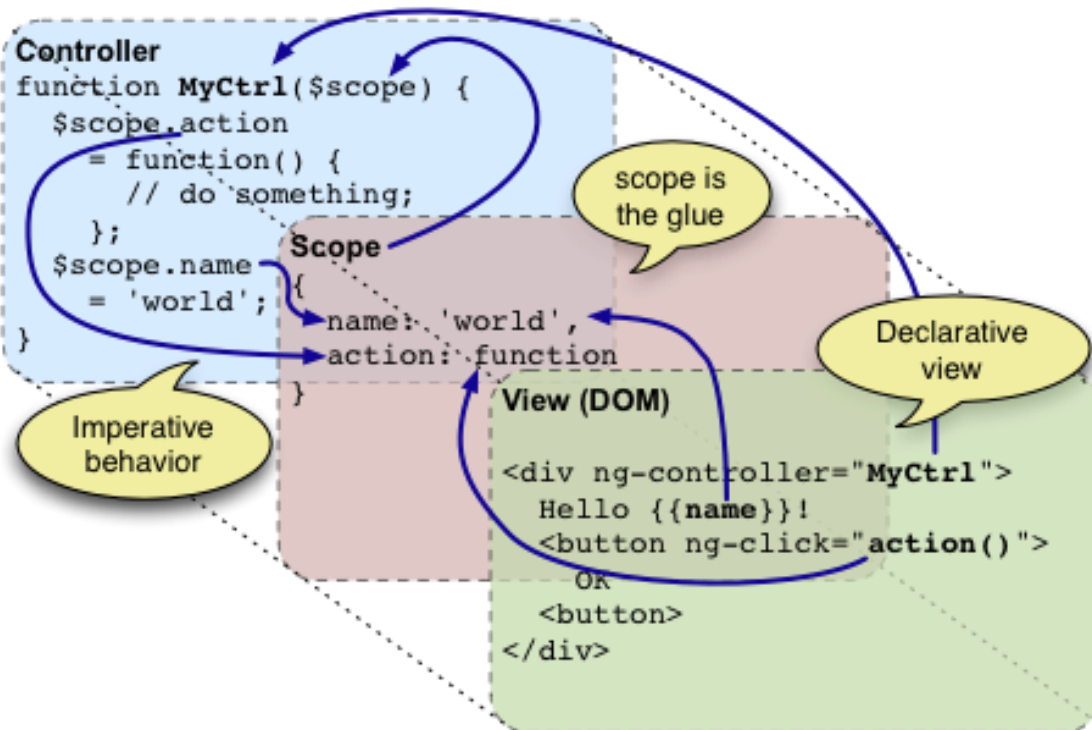 Controller
function MyCtrl($scope) {
$scope.action
= function() {
// do something;
};
$scope.name
= 'world';
}
Imperative
behavior
scope is
the glue
Scope
{
name: 'world',
action: function
}
Declarative
view
View (DOM)
<div ng-controller="MyCtrl">
Hello {{name}}!
<button ng-click="action()">
OK
<button>
</div>